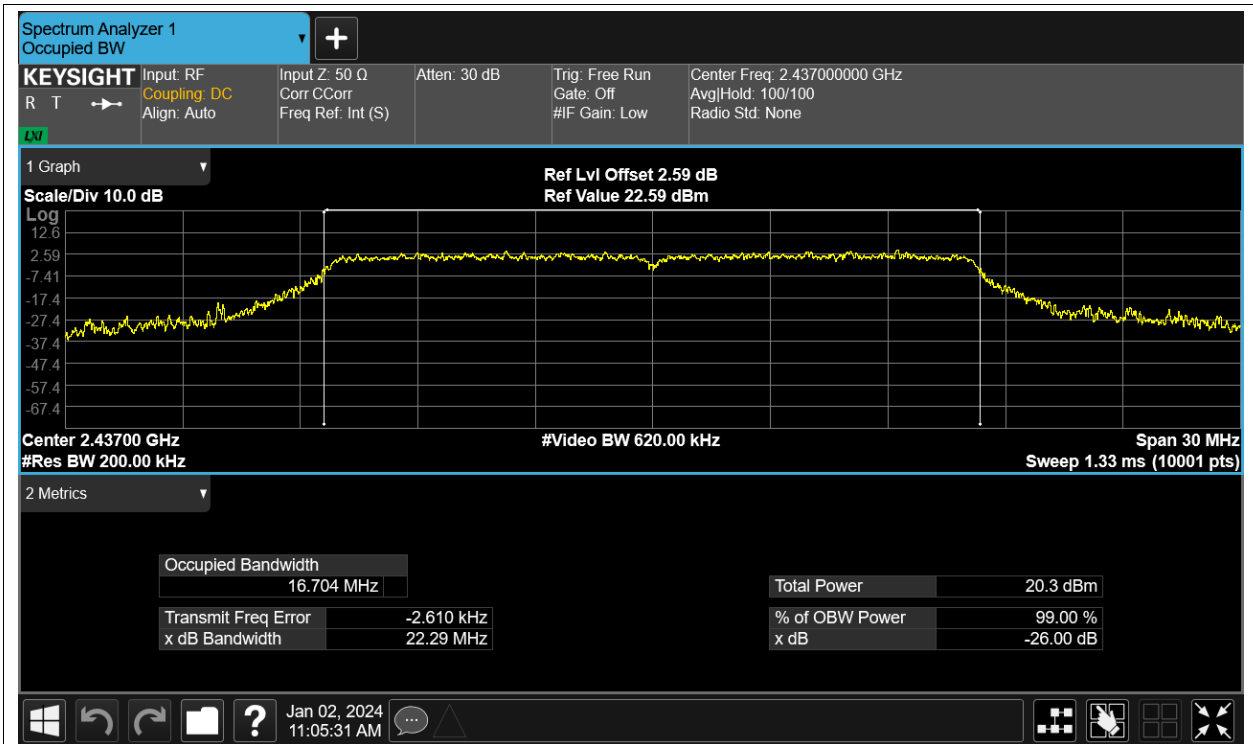 Spectrum Analyzer 1
Occupied BW
KEYSIGHT
R T
LXI
Input: RF
Coupling: DC
Align: Auto
Input Z: 50 Ω
Corr CCorr
Freq Ref: Int (S)
Atten: 30 dB
Trig: Free Run
Gate: Off
#IF Gain: Low
Center Freq: 2.437000000 GHz
Avg|Hold: 100/100
Radio Std: None
1 Graph
Scale/Div 10.0 dB
Ref Lvl Offset 2.59 dB
Ref Value 22.59 dBm
Log
12.6
2.59
-7.41
-17.4
-27.4
-37.4
-47.4
-57.4
-67.4
Center 2.43700 GHz
#Res BW 200.00 kHz
#Video BW 620.00 kHz
Span 30 MHz
Sweep 1.33 ms (10001 pts)
2 Metrics
Occupied Bandwidth
16.704 MHz
Transmit Freq Error -2.610 kHz
x dB Bandwidth 22.29 MHz
Total Power 20.3 dBm
% of OBW Power 99.00 %
x dB -26.00 dB
?
Jan 02, 2024
11:05:31 AM